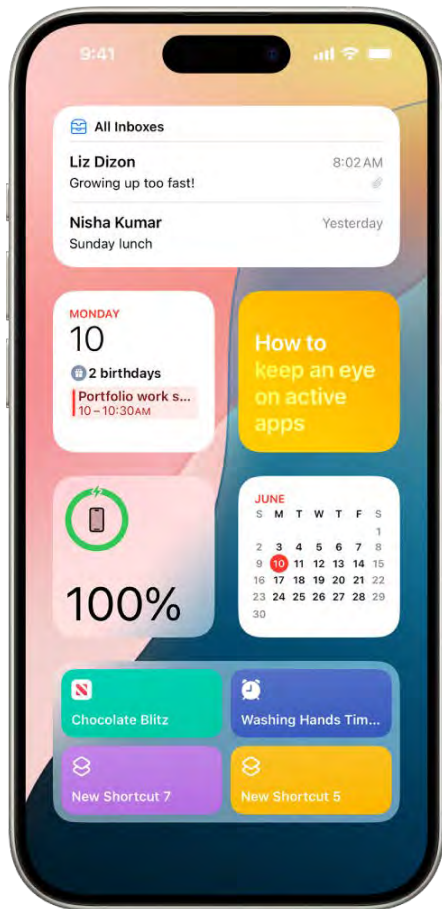 9:41
All Inboxes
Liz Dizon 8:02 AM
Growing up too fast!
Nisha Kumar Yesterday
Sunday lunch
MONDAY
10
2 birthdays
Portfolio work s...
10–10:30AM
How to
keep an eye
on active
apps
100%
JUNE
S M T W T F S
1
2 3 4 5 6 7 8
9 10 11 12 13 14 15
16 17 18 19 20 21 22
23 24 25 26 27 28 29
30
Chocolate Blitz
Washing Hands Tim...
New Shortcut 7
New Shortcut 5